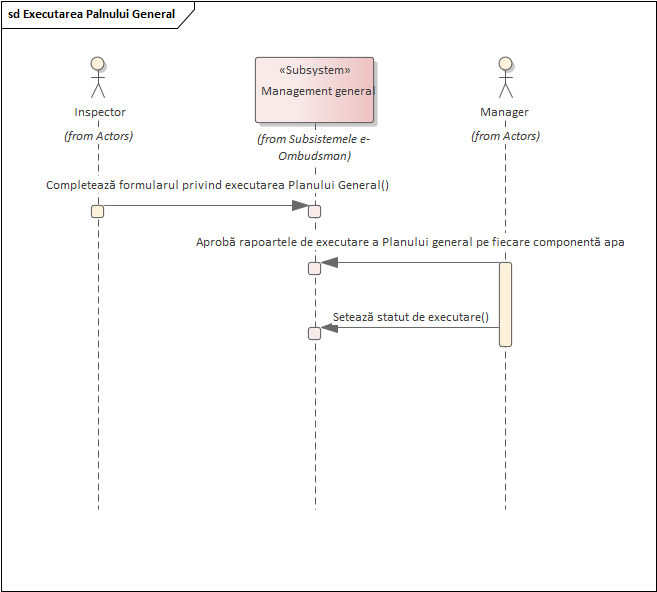 sd Executarea Palnului General
«Subsystem»
Management general
Inspector
Manager
(from Actors)
(from Subsistemele e-
Ombudsman)
(from Actors)
Completează formularul privind executarea Planului General()
Aprobă rapoartele de executare a Planului general pe fiecare componentă apa
Setează statut de executare()